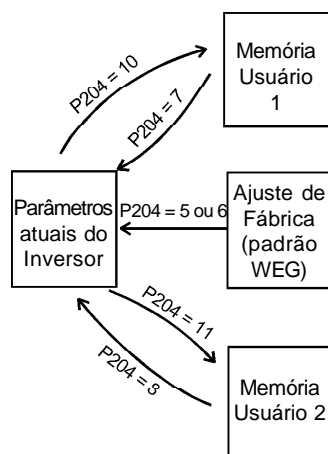 P204 = 10
Memória
Usuário
1
P204 = 7
Parâmetros
atuais do
Inversor
P204 = 5 ou 6
Ajuste de
Fábrica
(padrão
WEG)
P204 = 11
P204 = 8
Memória
Usuário 2